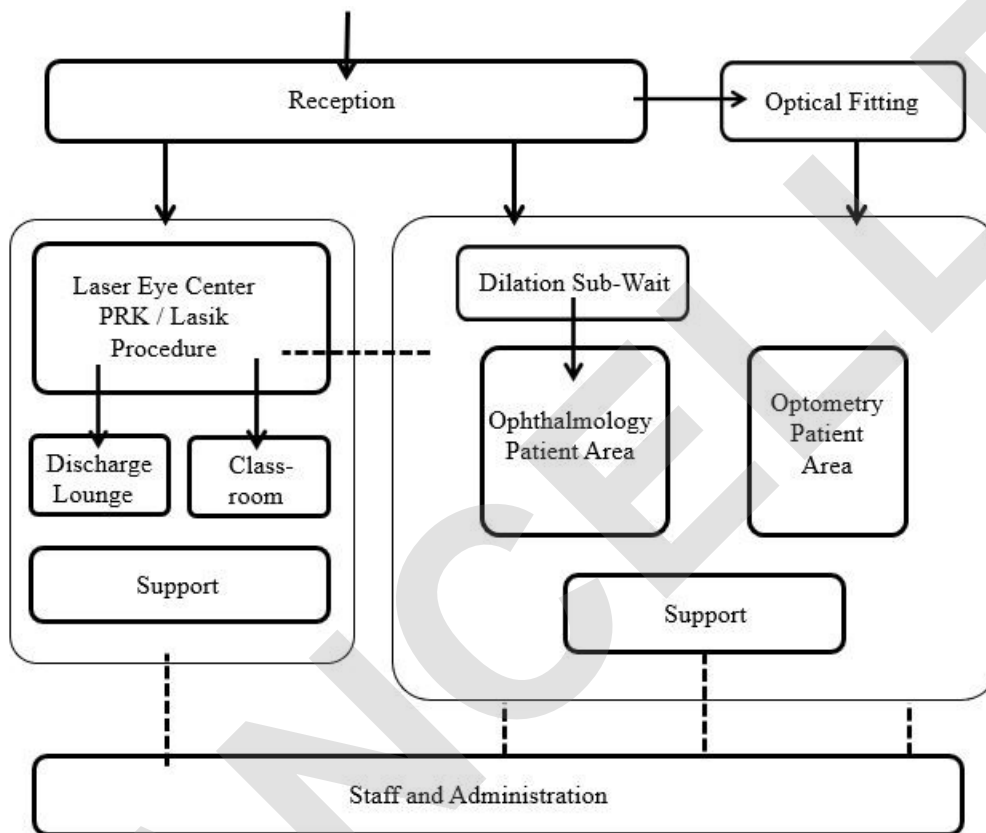 Reception
Optical Fitting
Laser Eye Center
PRK / Lasik
Procedure
Discharge
Lounge
Class-
room
Support
Dilation Sub-Wait
Ophthalmology
Patient Area
Optometry
Patient
Area
Support
Staff and Administration